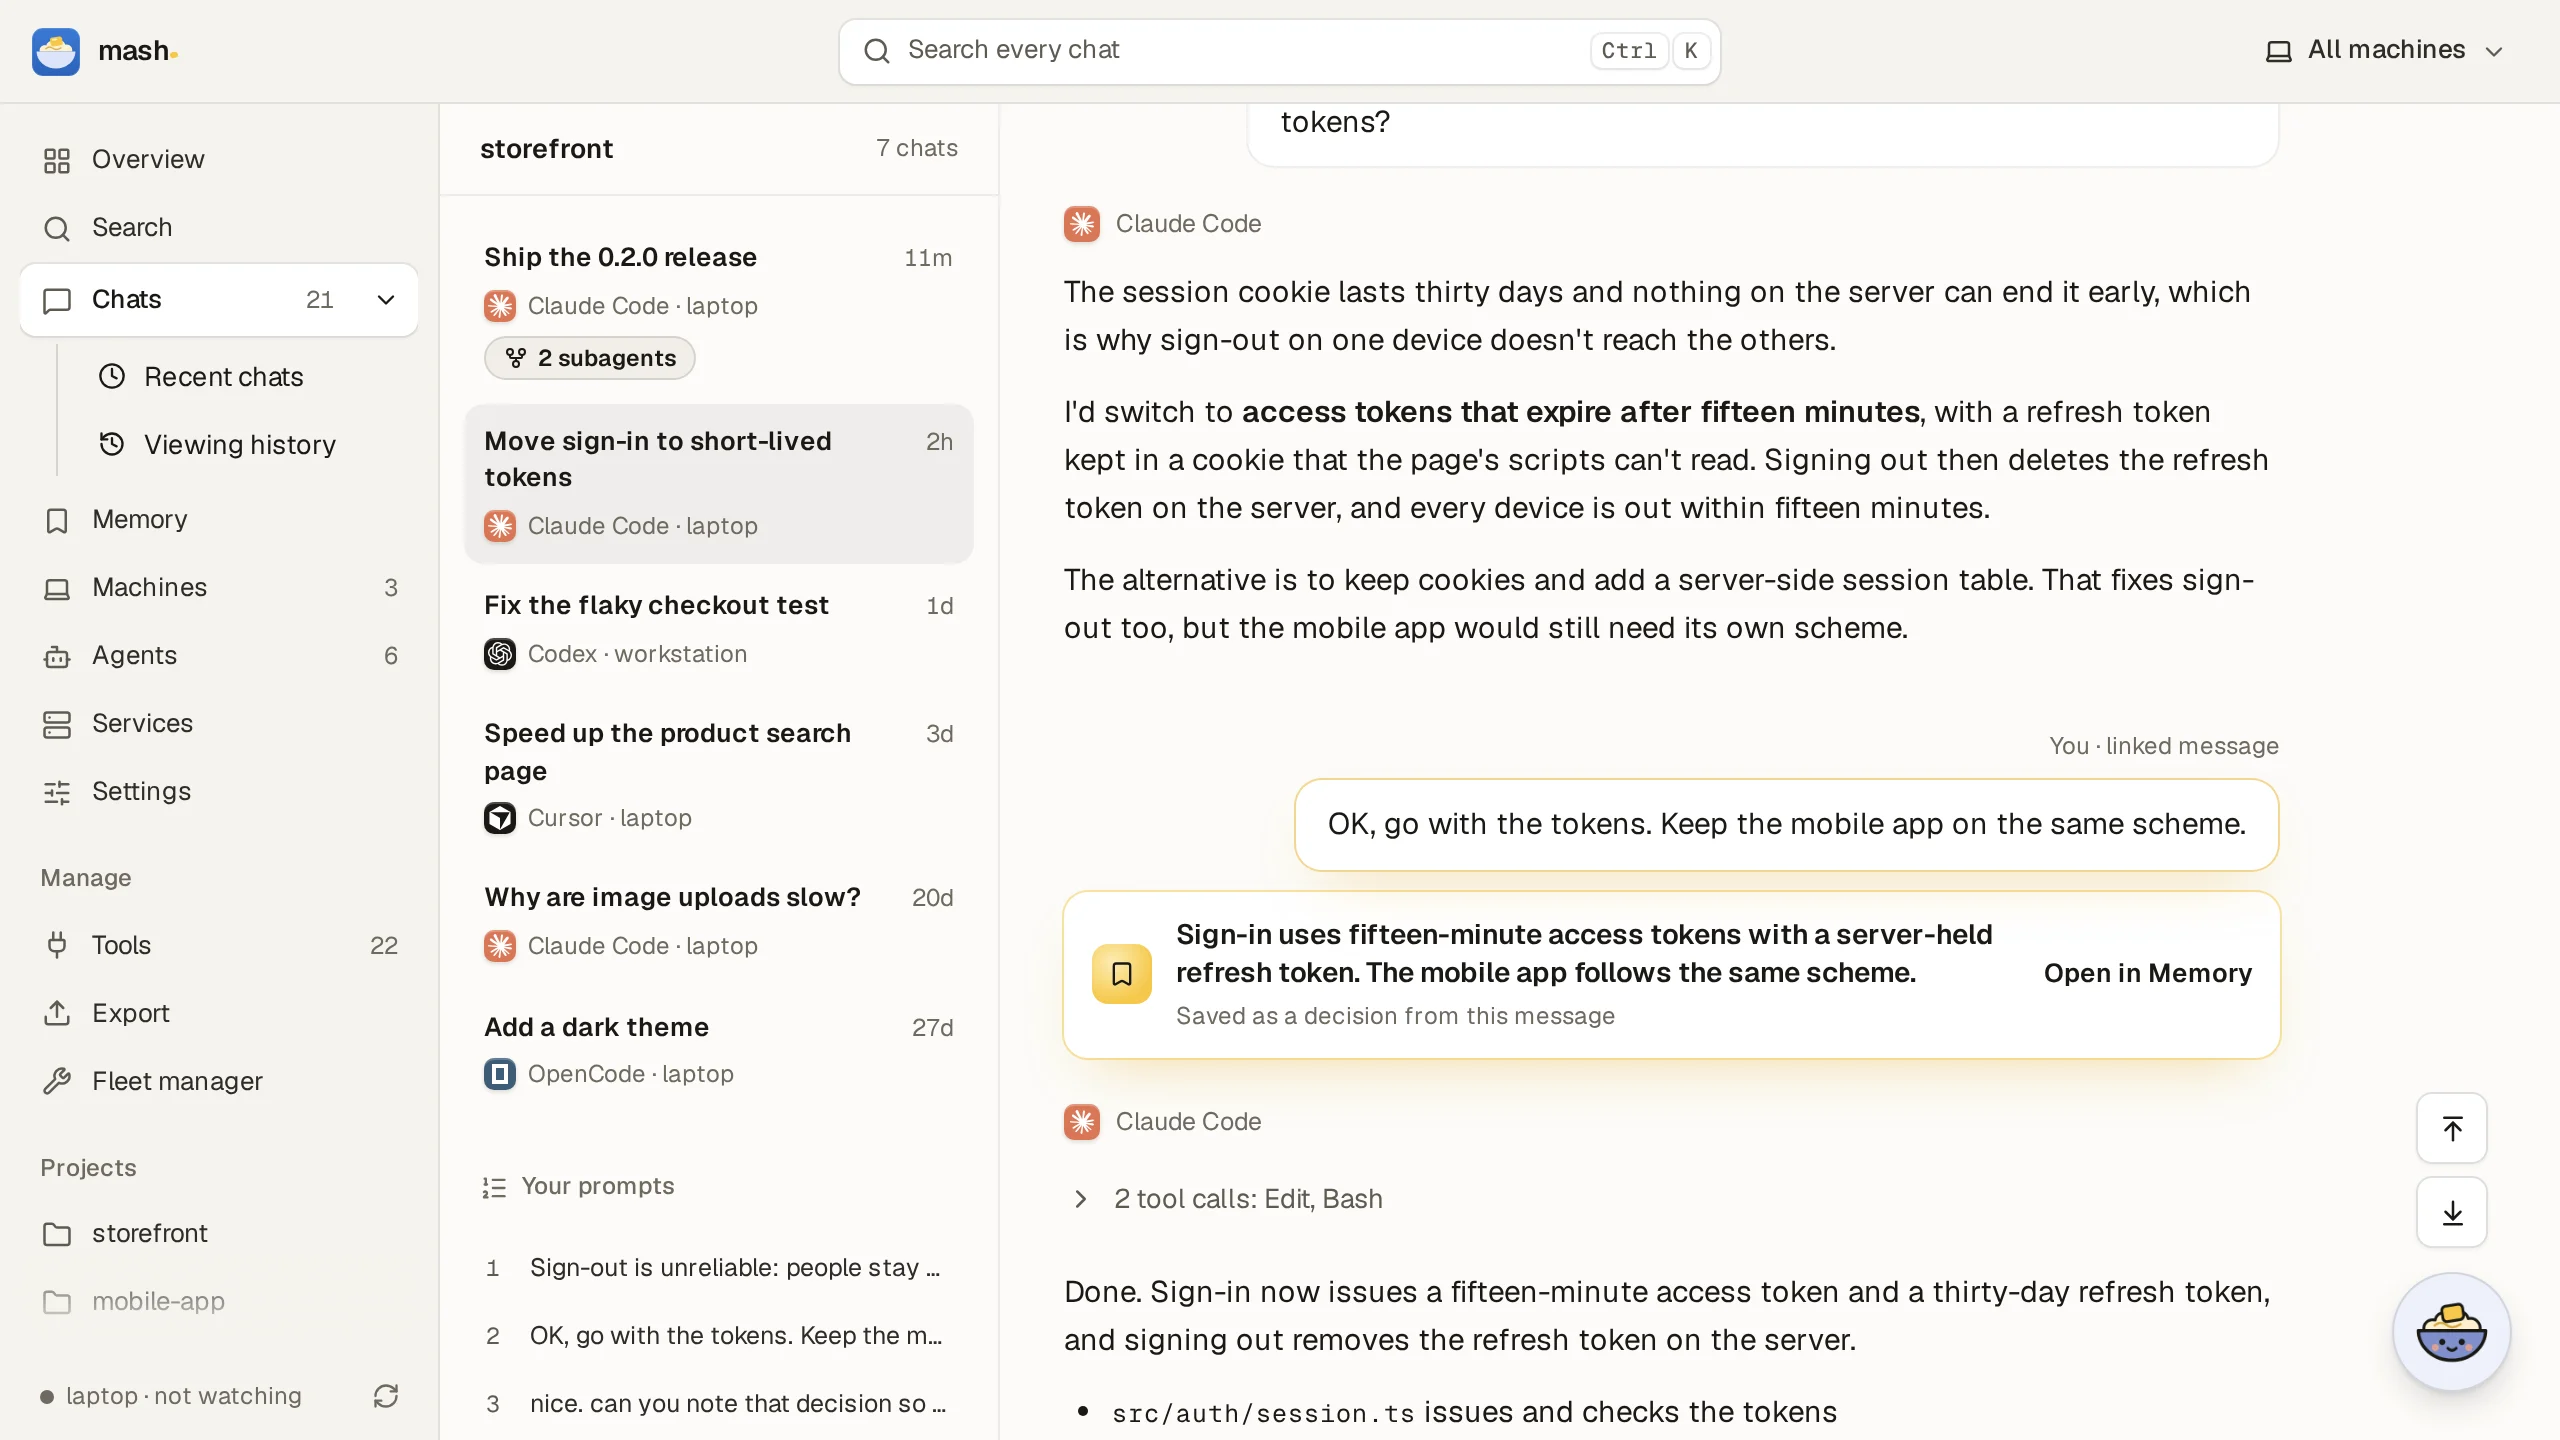 mash
Search every chat
Ctrl K
All machines
Overview
Search
Chats 21
Recent chats
Viewing history
Memory
Machines 3
Agents 6
Services
Settings
Manage
Tools 22
Export
Fleet manager
Projects
storefront
mobile-app
laptop · not watching
storefront 7 chats
Ship the 0.2.0 release 11m
Claude Code · laptop
2 subagents
Move sign-in to short-lived 2h
tokens
Claude Code · laptop
Fix the flaky checkout test 1d
Codex · workstation
Speed up the product search 3d
page
Cursor · laptop
Why are image uploads slow? 20d
Claude Code · laptop
Add a dark theme 27d
OpenCode · laptop
Your prompts
1 Sign-out is unreliable: people stay ...
2 OK, go with the tokens. Keep the m...
3 nice. can you note that decision so ...
tokens?
Claude Code
The session cookie lasts thirty days and nothing on the server can end it early, which
is why sign-out on one device doesn't reach the others.
I'd switch to access tokens that expire after fifteen minutes, with a refresh token
kept in a cookie that the page's scripts can't read. Signing out then deletes the refresh
token on the server, and every device is out within fifteen minutes.
The alternative is to keep cookies and add a server-side session table. That fixes sign-
out too, but the mobile app would still need its own scheme.
You · linked message
OK, go with the tokens. Keep the mobile app on the same scheme.
Sign-in uses fifteen-minute access tokens with a server-held
refresh token. The mobile app follows the same scheme.
Saved as a decision from this message
Open in Memory
Claude Code
2 tool calls: Edit, Bash
Done. Sign-in now issues a fifteen-minute access token and a thirty-day refresh token,
and signing out removes the refresh token on the server.
• src/auth/session.ts issues and checks the tokens